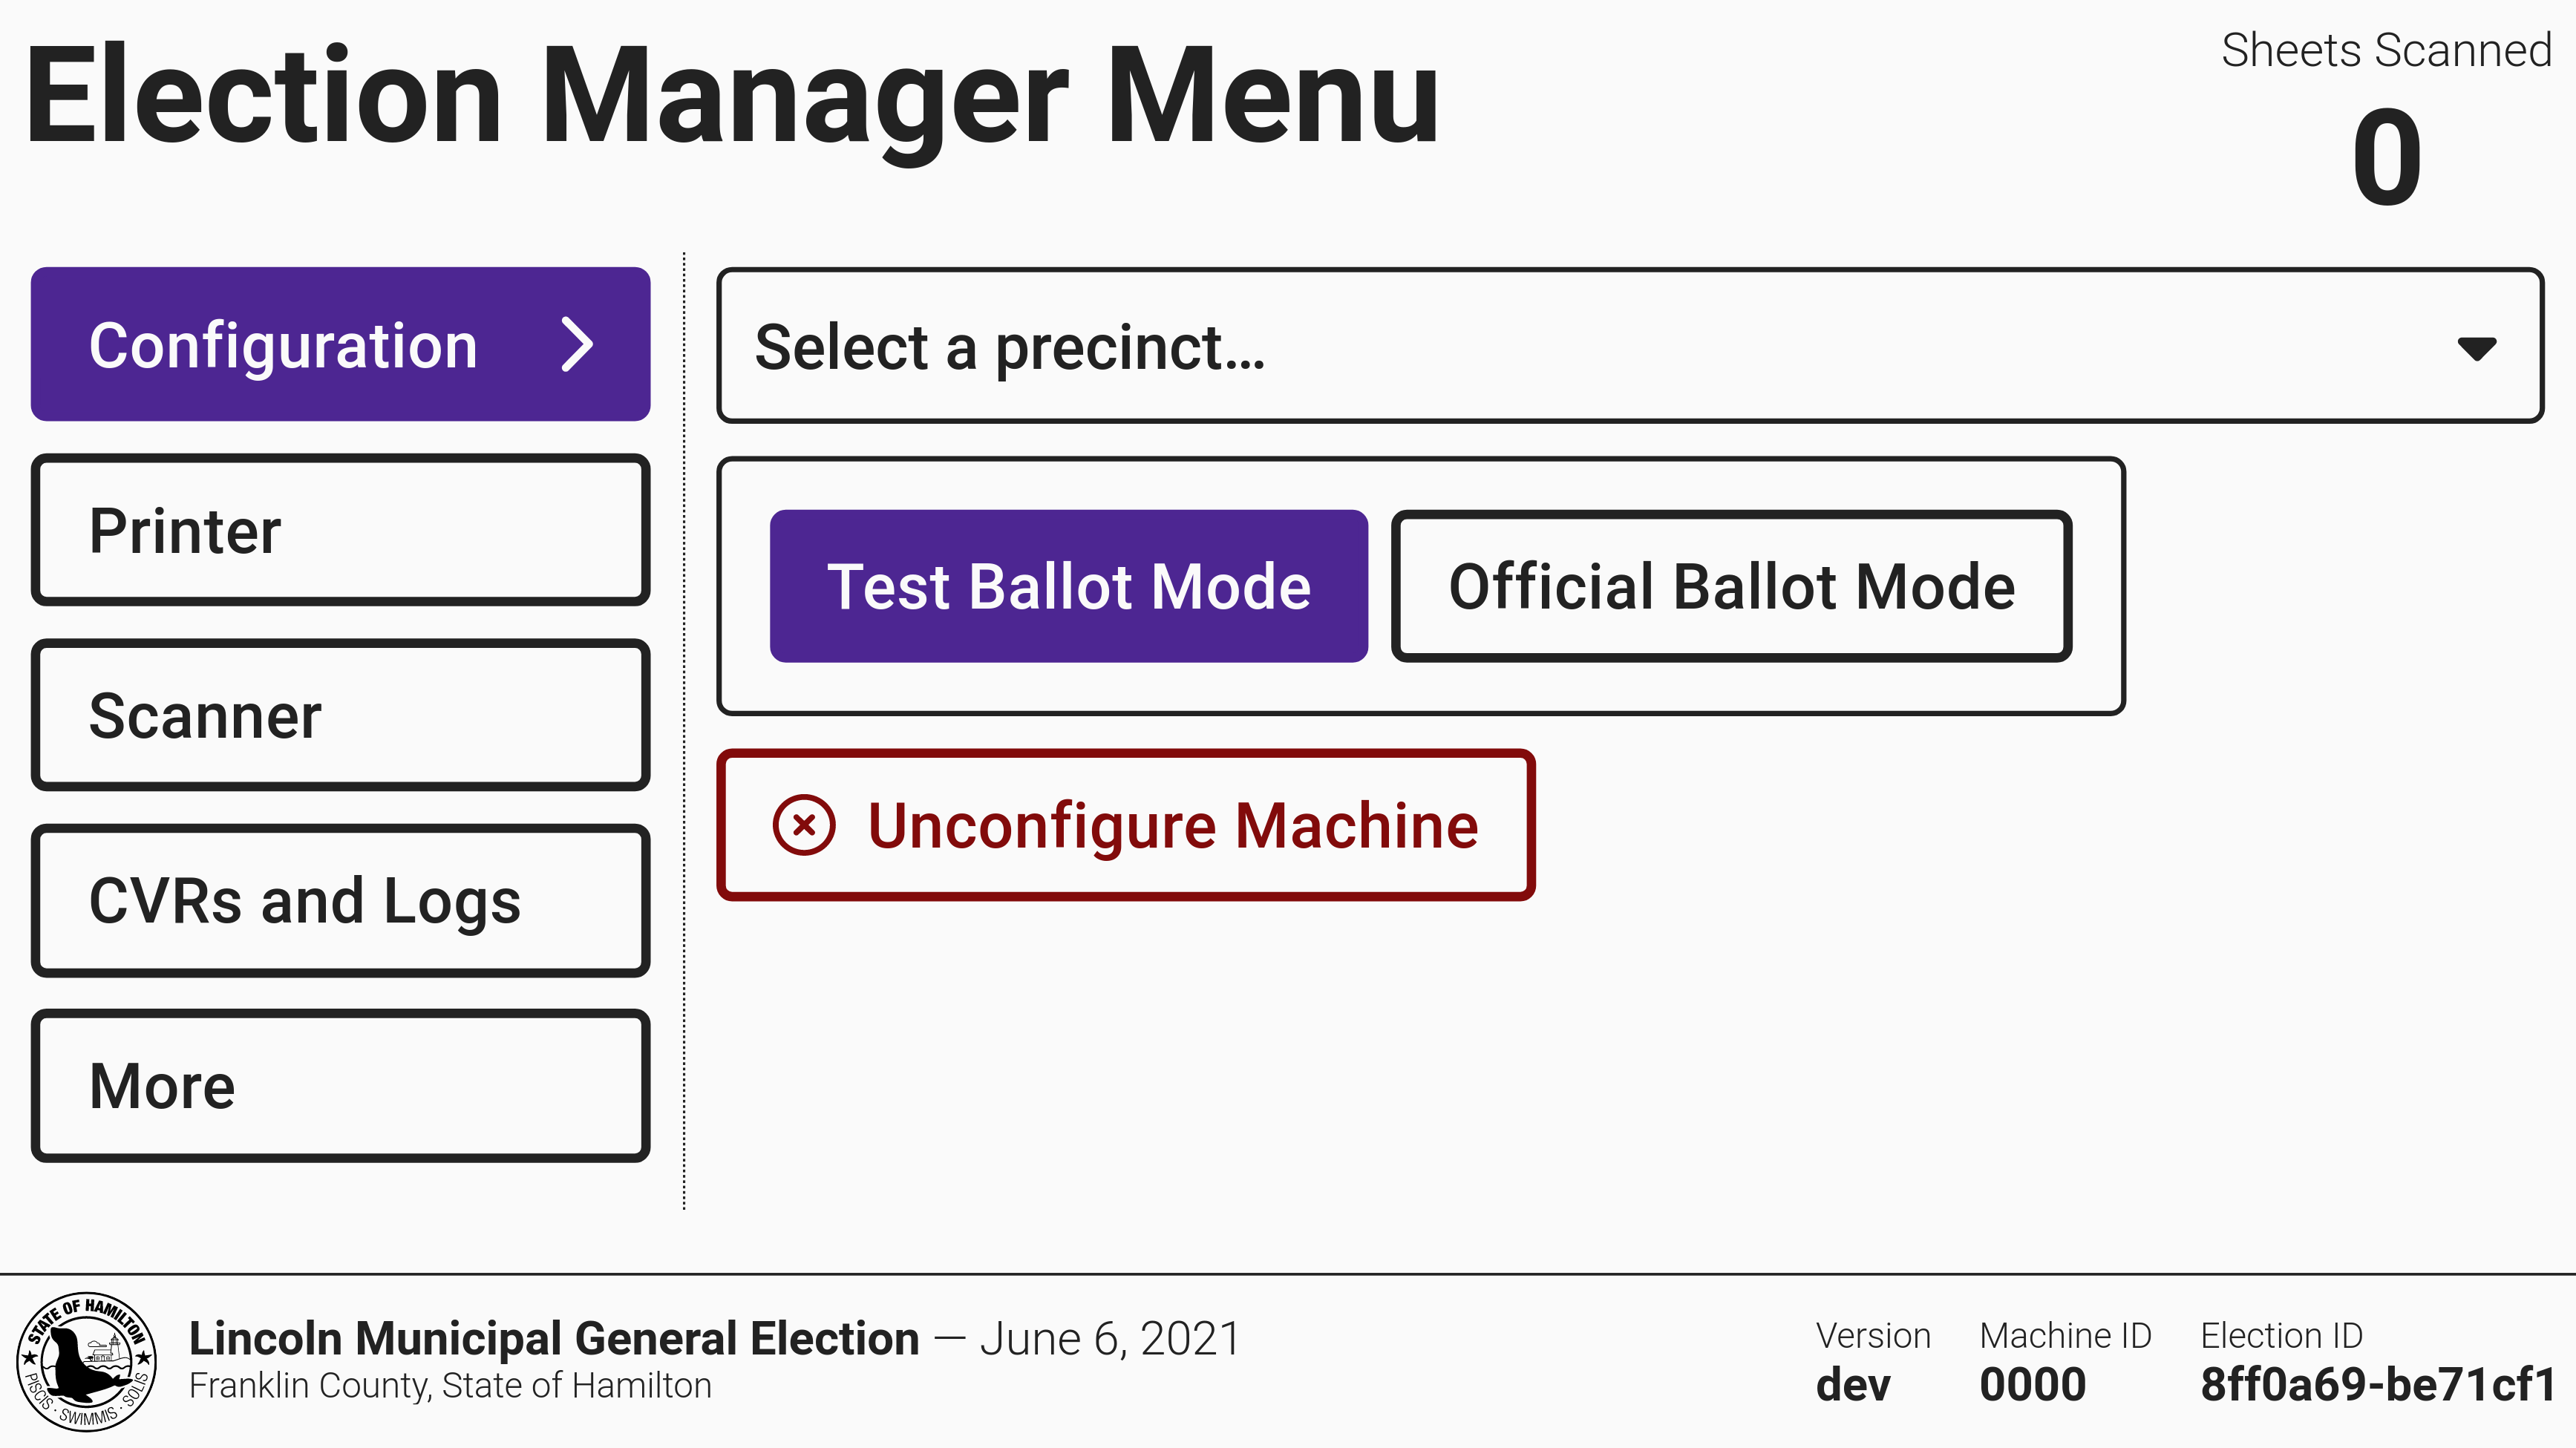 Election Manager Menu
Sheets Scanned
0
Configuration
Printer
Scanner
CVRs and Logs
More
Select a precinct…
Test Ballot Mode
Official Ballot Mode
Unconfigure Machine
STATE OF HAMILTON
PISCIS · SWIMMIS · SOLIS
Lincoln Municipal General Election — June 6, 2021
Franklin County, State of Hamilton
Version
dev
Machine ID
0000
Election ID
8ff0a69-be71cf1